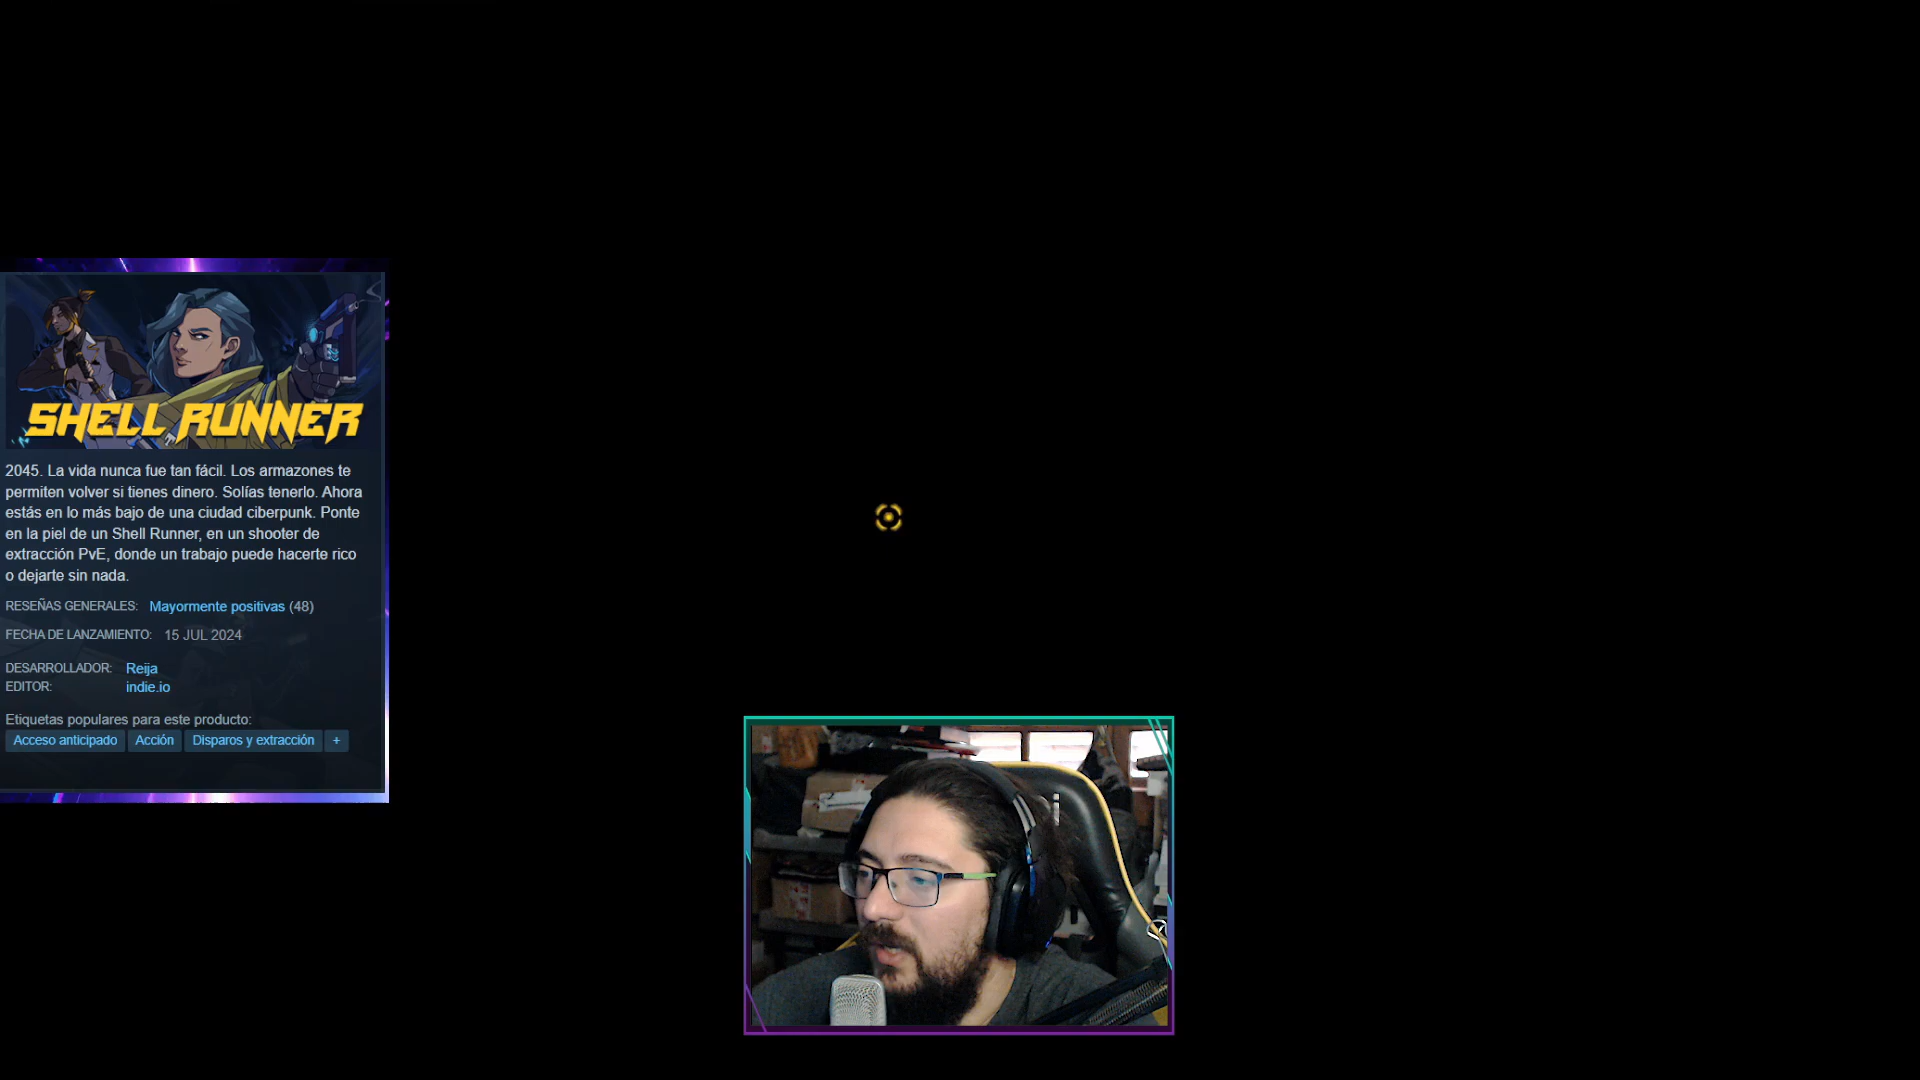 SHELL RUNNER
2045. La vida nunca fue tan fácil. Los armazones te
permiten volver si tienes dinero. Solías tenerlo. Ahora
estás en lo más bajo de una ciudad ciberpunk. Ponte
en la piel de un Shell Runner, en un shooter de
extracción PvE, donde un trabajo puede hacerte rico
o dejarte sin nada.
RESEÑAS GENERALES: Mayormente positivas (48)
FECHA DE LANZAMIENTO: 15 JUL 2024
DESARROLLADOR: Reija
EDITOR: indie.io
Etiquetas populares para este producto:
Acceso anticipado Acción Disparos y extracción +